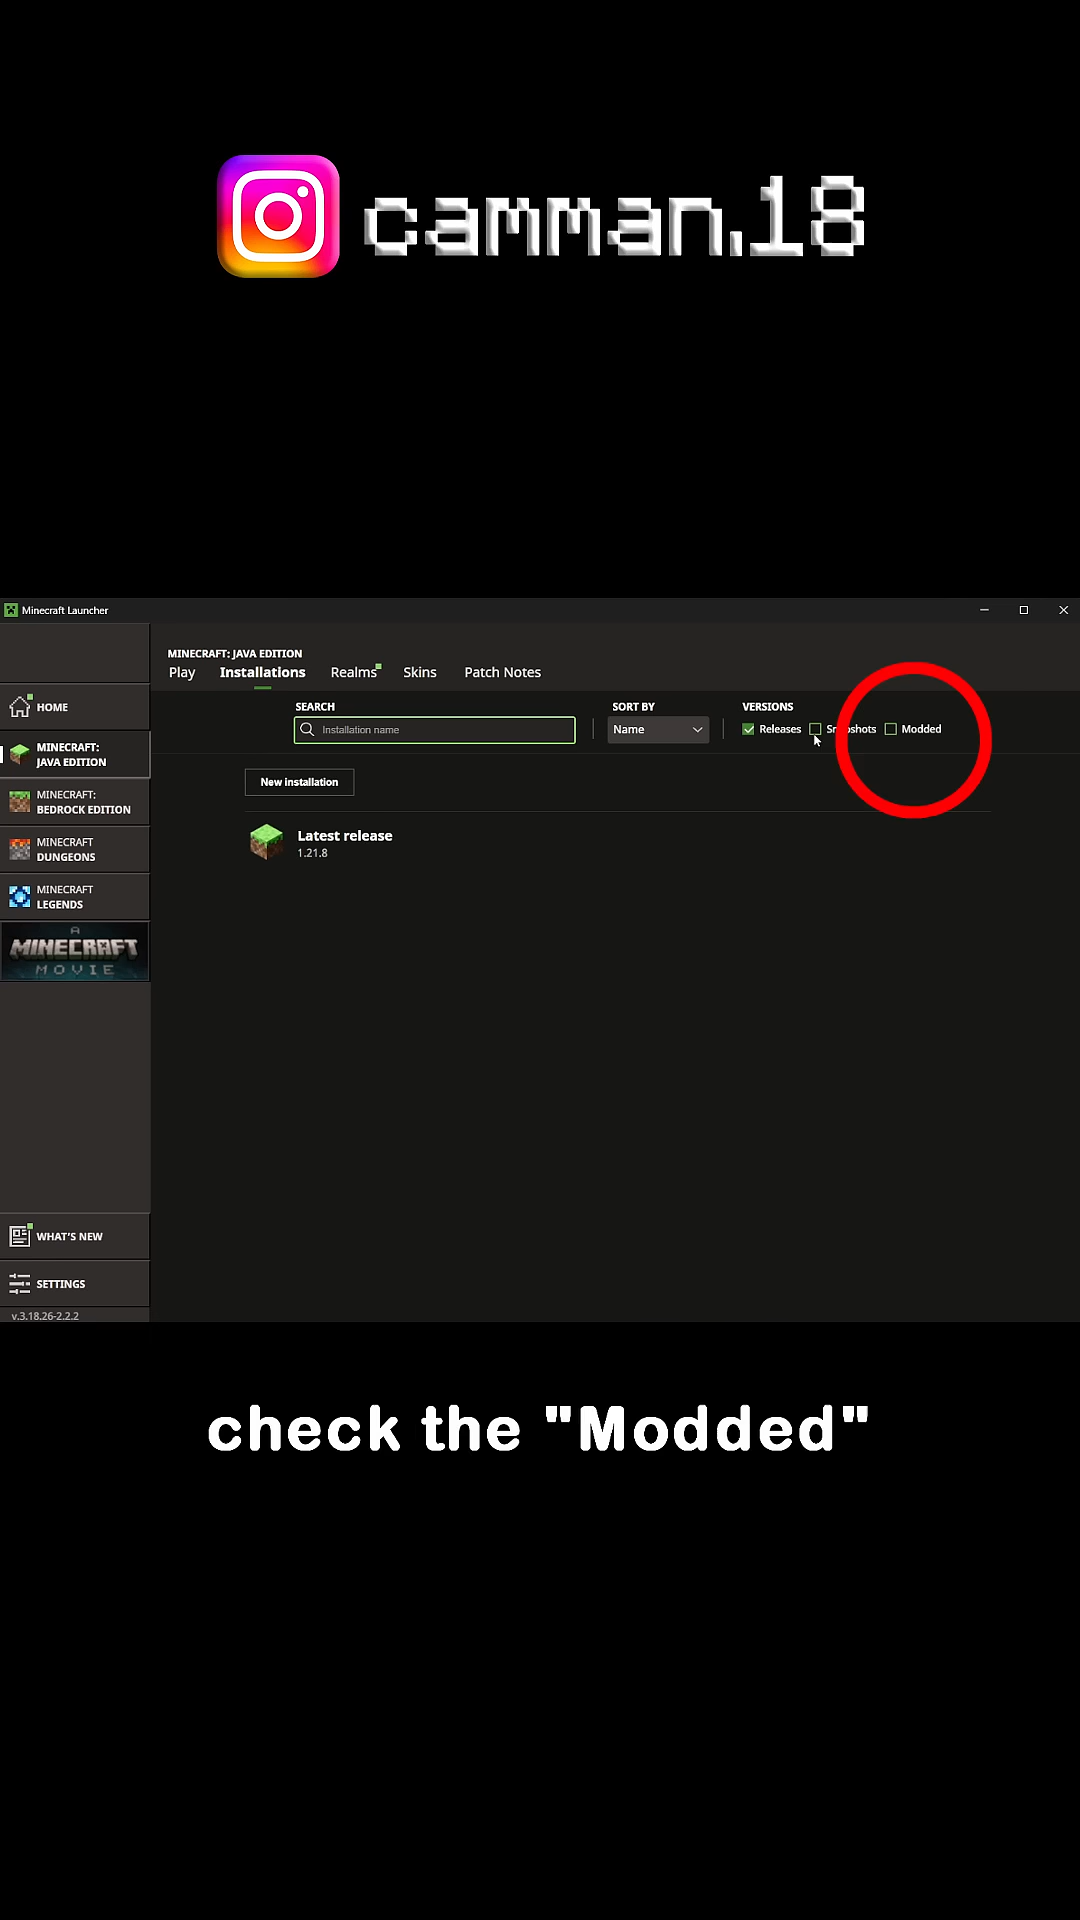 camman.18
Minecraft Launcher
MINECRAFT: JAVA EDITION
Play Installations Realms Skins Patch Notes
HOME
MINECRAFT:
JAVA EDITION
MINECRAFT:
BEDROCK EDITION
MINECRAFT
DUNGEONS
MINECRAFT
LEGENDS
A
MINECRAFT
MOVIE
SEARCH SORT BY VERSIONS
Installation name Name Releases Snapshots Modded
New installation
Latest release
1.21.8
WHAT'S NEW
SETTINGS
v.3.18.26-2.2.2
check the "Modded"